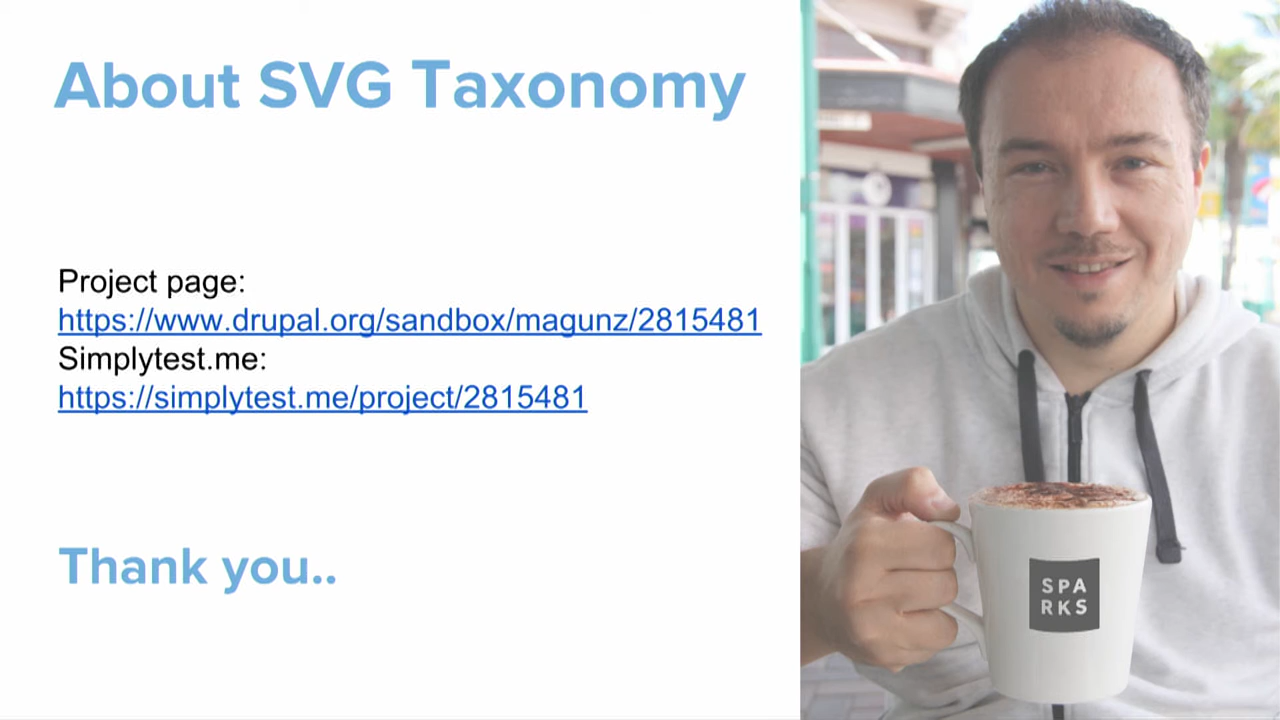 About SVG Taxonomy
Project page:
https://www.drupal.org/sandbox/magunz/2815481
Simplytest.me:
https://simplytest.me/project/2815481
Thank you..
SPA
RKS